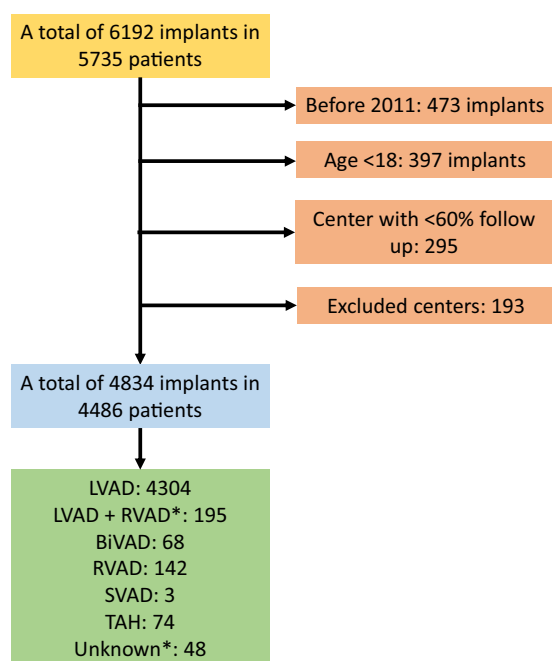 A total of 6192 implants in
5735 patients
Before 2011: 473 implants
Age <18: 397 implants
Center with <60% follow
up: 295
Excluded centers: 193
A total of 4834 implants in
4486 patients
LVAD: 4304
LVAD + RVAD*: 195
BiVAD: 68
RVAD: 142
SVAD: 3
TAH: 74
Unknown*: 48